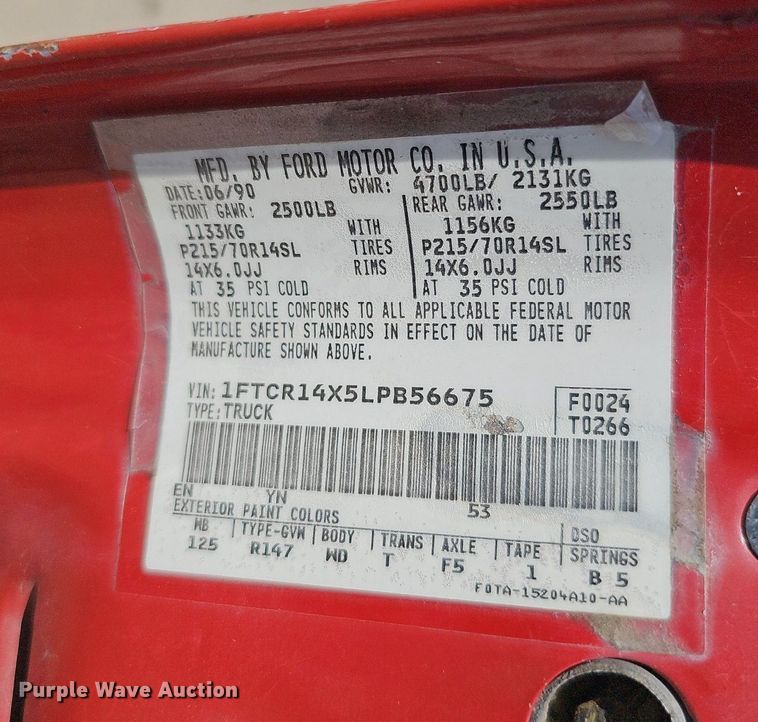 MFD. BY FORD MOTOR CO. IN U.S.A.
DATE: 06/90 GVWR: 4700LB/ 2131KG
FRONT GAWR: 2500LB REAR GAWR: 2550LB
1133KG WITH 1156KG WITH
P215/70R14SL TIRES P215/70R14SL TIRES
14X6.0JJ RIMS 14X6.0JJ RIMS
AT 35 PSI COLD AT 35 PSI COLD
THIS VEHICLE CONFORMS TO ALL APPLICABLE FEDERAL MOTOR
VEHICLE SAFETY STANDARDS IN EFFECT ON THE DATE OF
MANUFACTURE SHOWN ABOVE.
VIN: 1FTCR14X5LPB56675 F0024
TYPE: TRUCK T0266
EN YN 53
EXTERIOR PAINT COLORS DSO
WB TYPE-GVW BODY TRANS AXLE TAPE SPRINGS
125 R147 WD T F5 1 B 5
F0TA-15204A10-AA
Purple Wave Auction